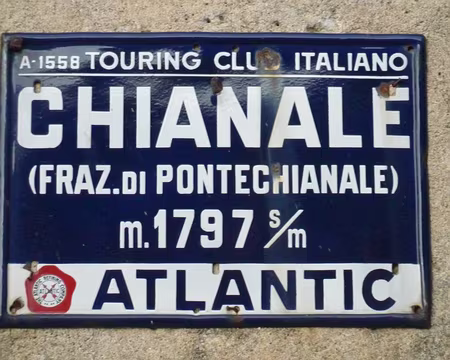 A-1558 TOURING CLUB ITALIANO
CHIANALE
(FRAZ. DI PONTECHIANALE)
m. 1797 s/m
ATLANTIC